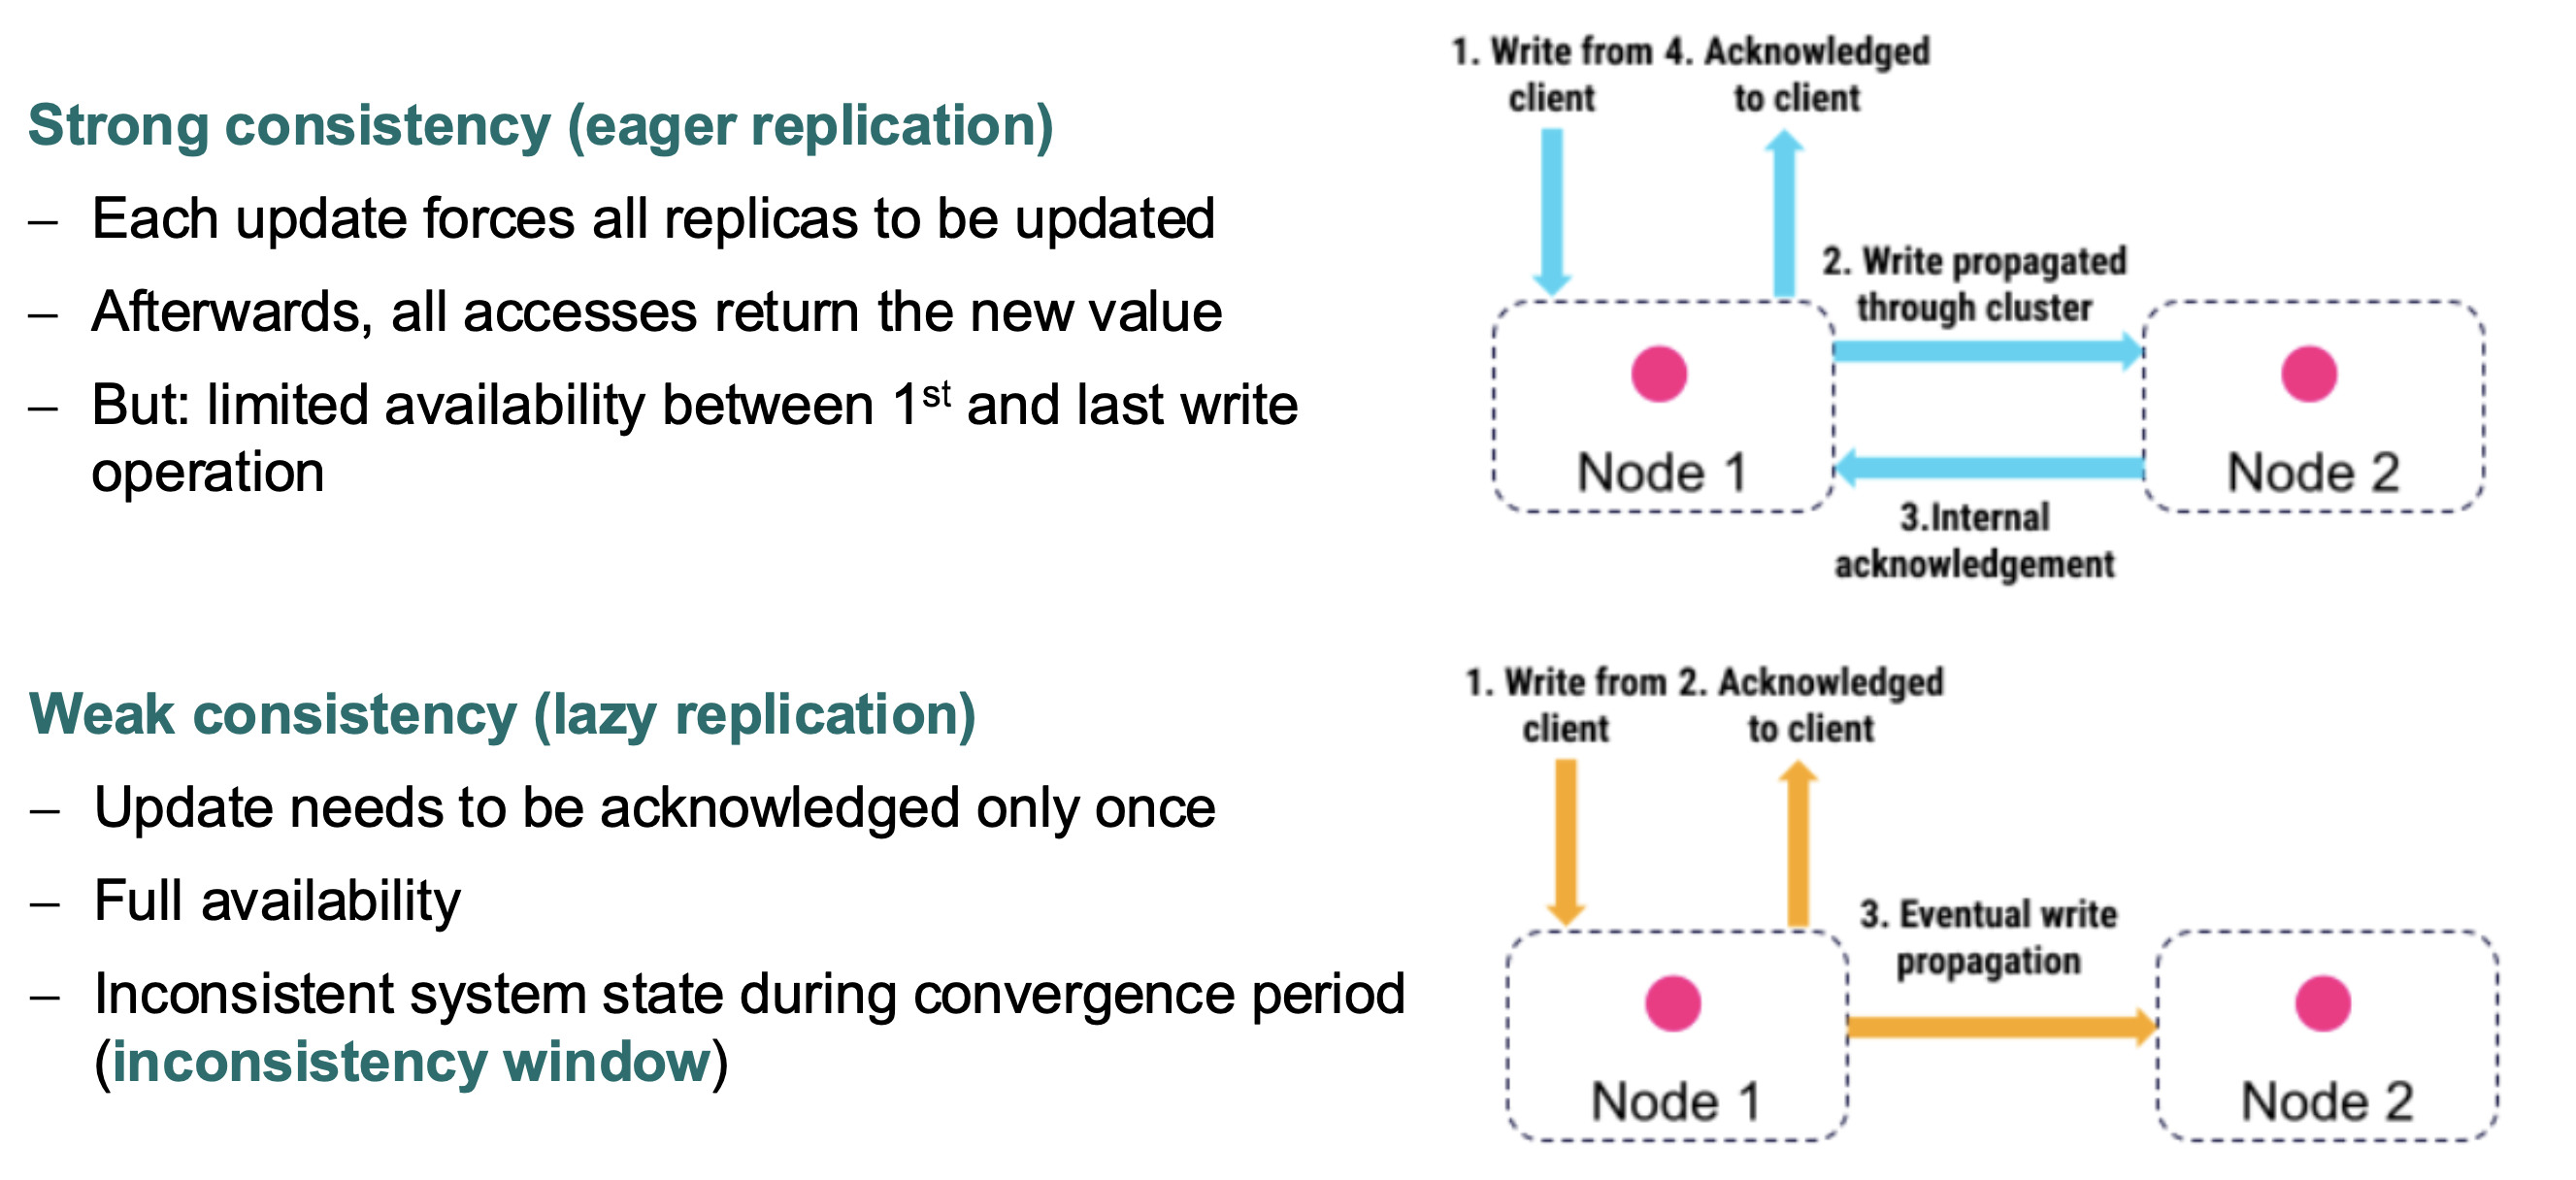 Strong consistency (eager replication)
– Each update forces all replicas to be updated
– Afterwards, all accesses return the new value
– But: limited availability between 1st and last write
operation
1. Write from
client
4. Acknowledged
to client
2. Write propagated
through cluster
Node 1
Node 2
3.Internal
acknowledgement
Weak consistency (lazy replication)
– Update needs to be acknowledged only once
– Full availability
– Inconsistent system state during convergence period
(inconsistency window)
1. Write from
client
2. Acknowledged
to client
3. Eventual write
propagation
Node 1
Node 2